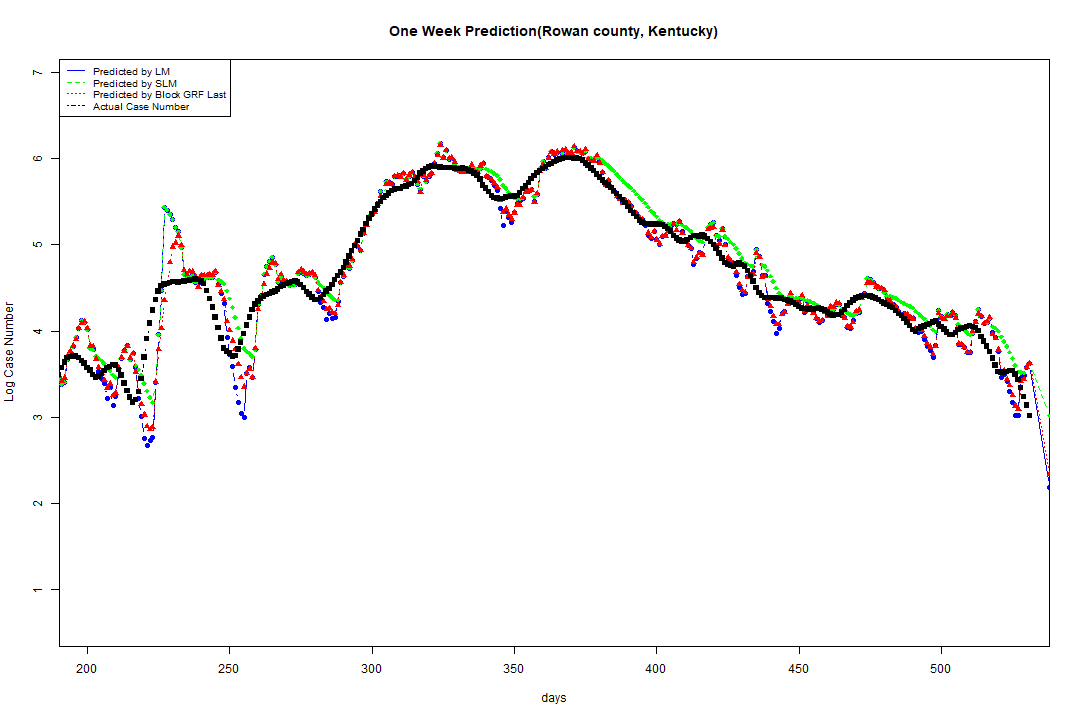 One Week Prediction(Rowan county, Kentucky)
Predicted by LM
Predicted by SLM
Predicted by Block GRF Last
Actual Case Number
7
6
5
4
3
2
1
Log Case Number
200 250 300 350 400 450 500
days